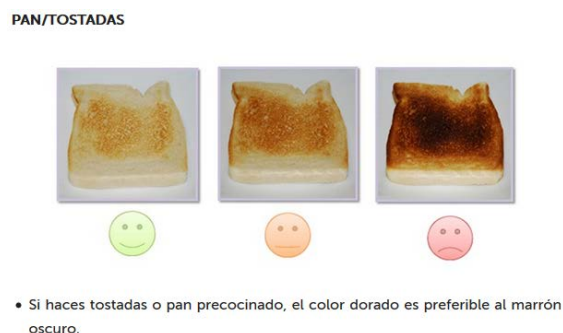 PAN/TOSTADAS
• Si haces tostadas o pan precocinado, el color dorado es preferible al marrón
oscuro.